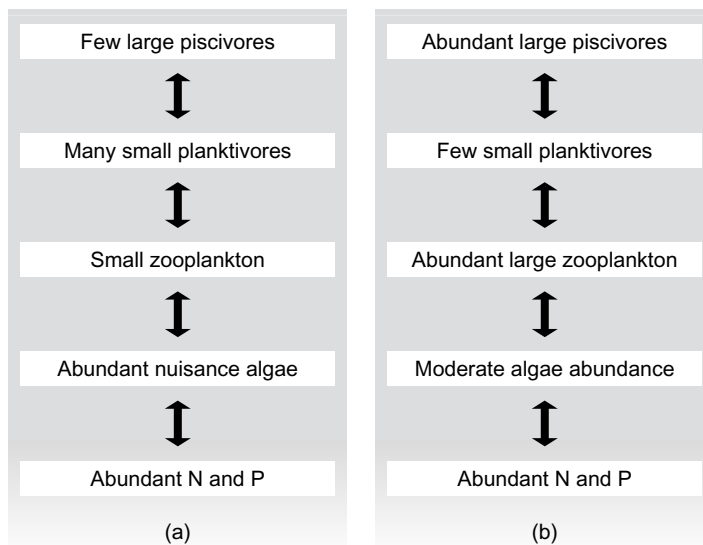 Few large piscivores
Many small planktivores
Small zooplankton
Abundant nuisance algae
Abundant N and P
(a)
Abundant large piscivores
Few small planktivores
Abundant large zooplankton
Moderate algae abundance
Abundant N and P
(b)